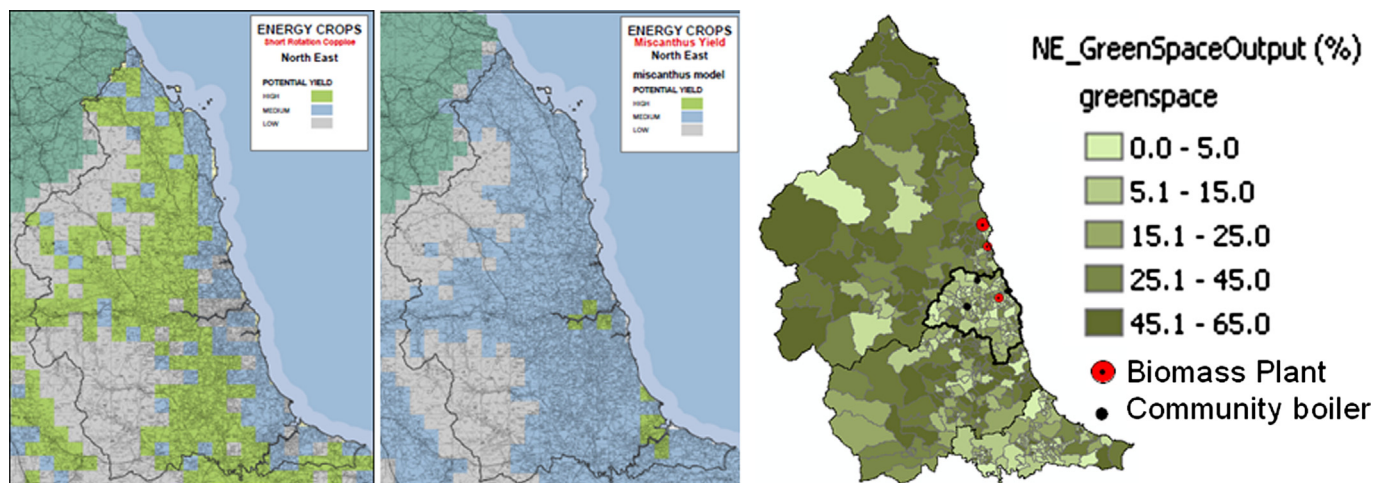 ENERGY CROPS
Short Rotation Coppice
North East
POTENTIAL YIELD
HIGH
MEDIUM
LOW
ENERGY CROPS
Miscanthus Yield
North East
miscanthus model
POTENTIAL YIELD
HIGH
MEDIUM
LOW
NE_GreenSpaceOutput (%)
greenspace
0.0 - 5.0
5.1 - 15.0
15.1 - 25.0
25.1 - 45.0
45.1 - 65.0
Biomass Plant
Community boiler